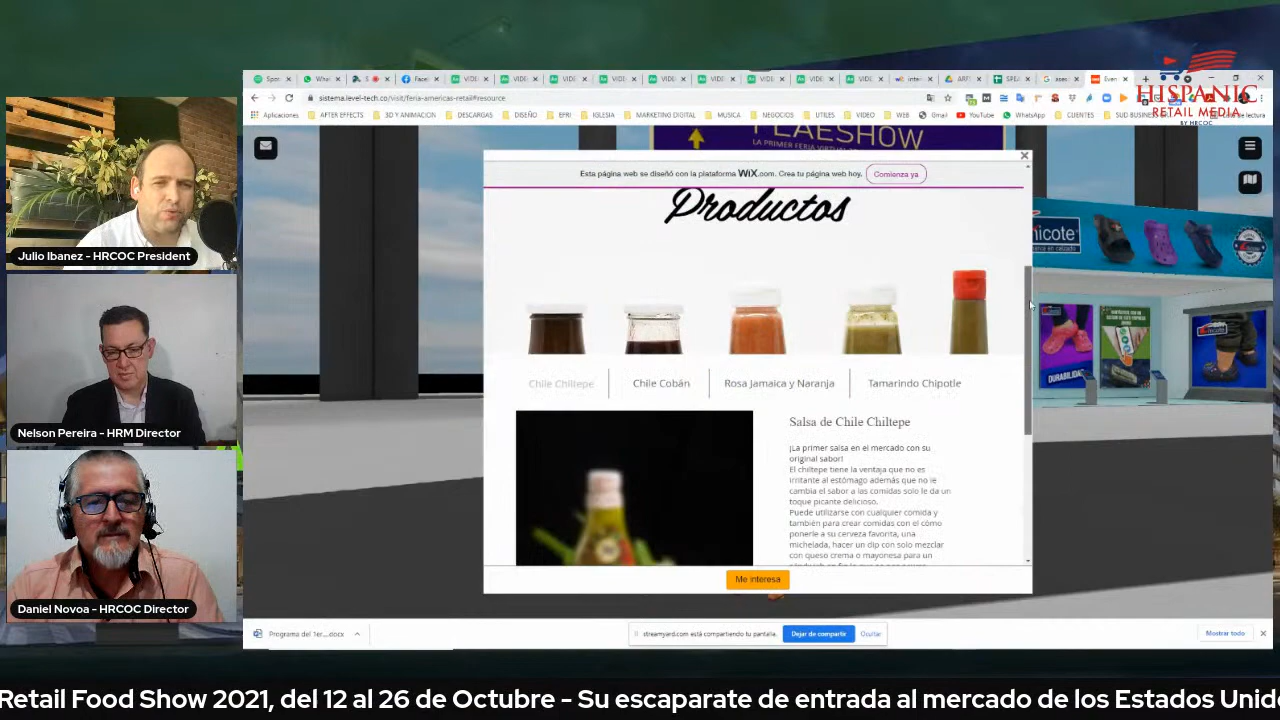 HISPANIC
RETAIL MEDIA
BY HRCOC
sistema.level-tech.co/visit/feria-americas-retail#resource
Aplicaciones
AFTER EFFECTS
3D Y ANIMACION
DESCARGAS
DISEÑO
EFRI
IGLESIA
MARKETING DIGITAL
MUSICA
NEGOCIOS
UTILES
VIDEO
WEB
Gmail
YouTube
WhatsApp
CLIENTES
LA PRIMER FERIA VIRTUAL
Esta página web se diseñó con la plataforma WiX.com. Crea tu página web hoy.
Comienza ya
Productos
nicote
Chile Chiltepe
Chile Cobán
Rosa Jamaica y Naranja
Tamarindo Chipotle
Salsa de Chile Chiltepe
¡La primer salsa en el mercado con su
original sabor!
El chiltepe tiene la ventaja que no es
irritante al estómago además que no le
cambia el sabor a las comidas solo le da un
toque picante delicioso.
Puede utilizarse con cualquier comida y
también para crear comidas con el cómo
ponerle a su cerveza favorita, una
michelada, hacer un dip con solo mezclar
con queso crema o mayonesa para un
Me interesa
Julio Ibanez - HRCOC President
Nelson Pereira - HRM Director
Daniel Novoa - HRCOC Director
Programa del 1er....docx
streamyard.com está compartiendo tu pantalla.
Dejar de compartir
Ocultar
Mostrar todo
Retail Food Show 2021, del 12 al 26 de Octubre - Su escaparate de entrada al mercado de los Estados Unid